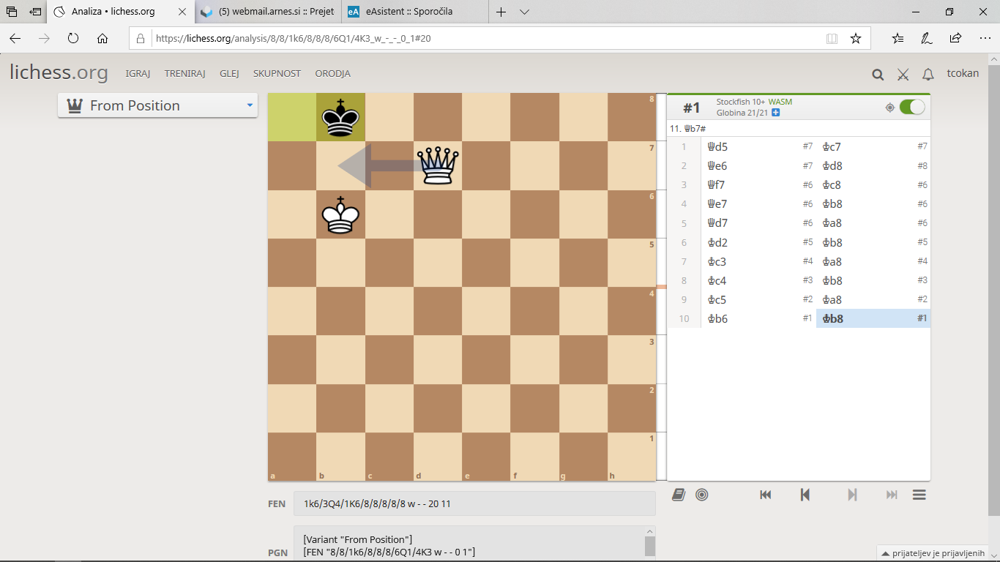 Analiza • lichess.org
(5) webmail.arnes.si :: Prejet
eA eAsistent :: Sporočila
https://lichess.org/analysis/8/8/1k6/8/8/8/6Q1/4K3_w_-_-_0_1#20
lichess.org IGRAJ TRENIRAJ GLEJ SKUPNOST ORODJA tcokan
From Position
#1 Stockfish 10+ WASM
Globina 21/21
11. ♕b7#
1 ♕d5 #7 ♔c7 #7
2 ♕e6 #7 ♔d8 #8
3 ♕f7 #6 ♔c8 #6
4 ♕e7 #6 ♔b8 #6
5 ♕d7 #6 ♔a8 #6
6 ♔d2 #5 ♔b8 #5
7 ♔c3 #4 ♔a8 #4
8 ♔c4 #3 ♔b8 #3
9 ♔c5 #2 ♔a8 #2
10 ♔b6 #1 ♔b8 #1
8
7
6
5
4
3
2
1
a b c d e f g h
FEN 1k6/3Q4/1K6/8/8/8/8/8 w - - 20 11
PGN [Variant "From Position"]
[FEN "8/8/1k6/8/8/8/6Q1/4K3 w - - 0 1"]
prijateljev je prijavljenih